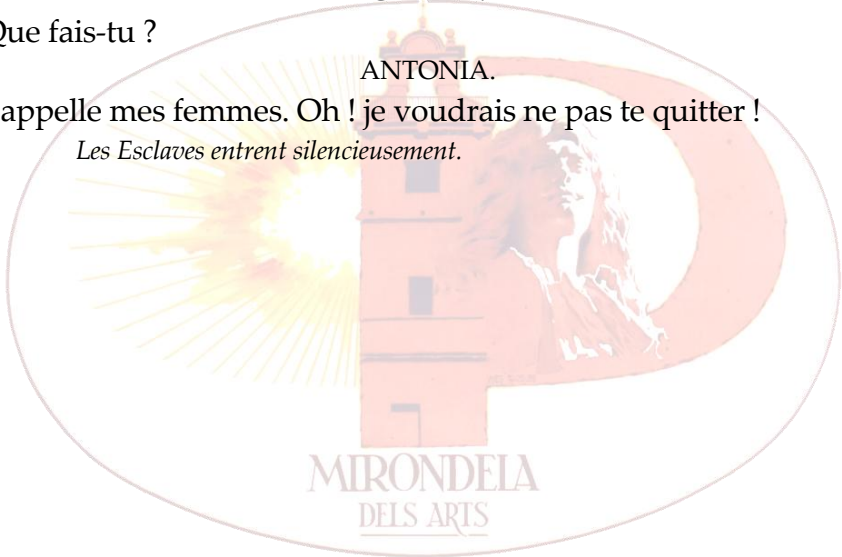 Que fais-tu ?
ANTONIA.
appelle mes femmes. Oh ! je voudrais ne pas te quitter !
Les Esclaves entrent silencieusement.
MIRONDELA
DELS ARTS